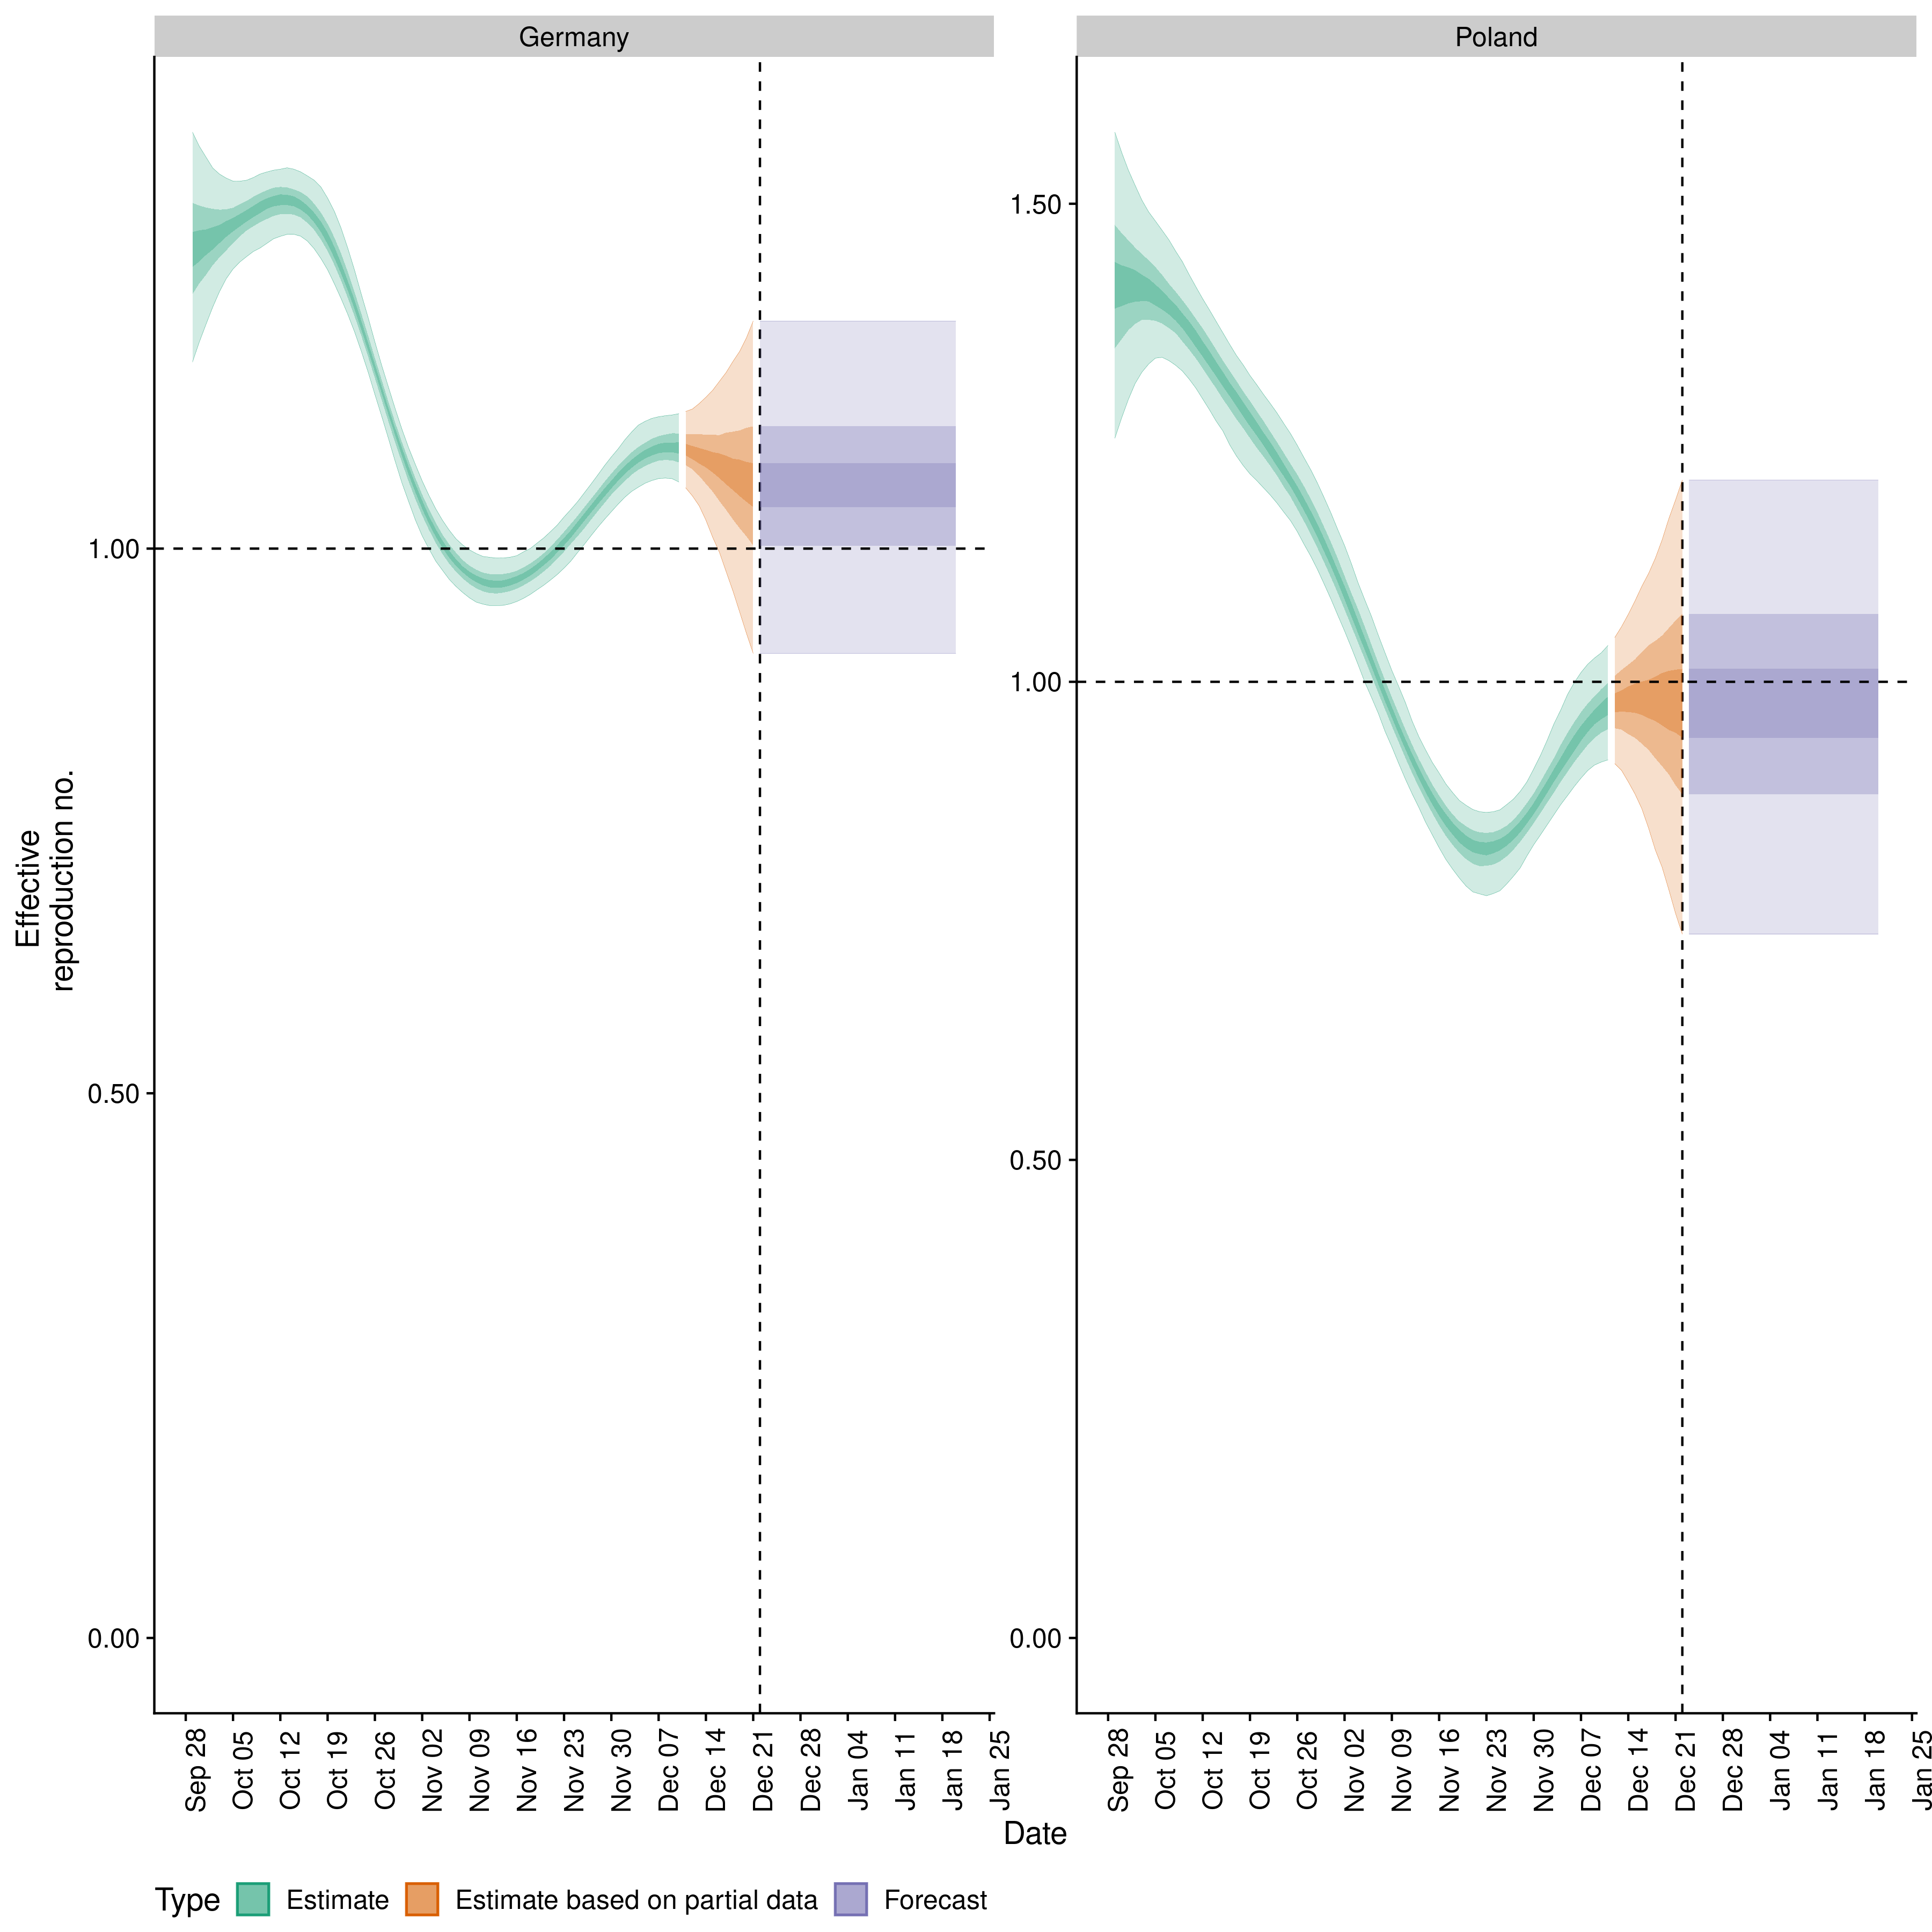 Germany
Poland
Effective
reproduction no.
1.00
0.50
0.00
1.50
1.00
0.50
0.00
Sep 28
Oct 05
Oct 12
Oct 19
Oct 26
Nov 02
Nov 09
Nov 16
Nov 23
Nov 30
Dec 07
Dec 14
Dec 21
Dec 28
Jan 04
Jan 11
Jan 18
Jan 25
Sep 28
Oct 05
Oct 12
Oct 19
Oct 26
Nov 02
Nov 09
Nov 16
Nov 23
Nov 30
Dec 07
Dec 14
Dec 21
Dec 28
Jan 04
Jan 11
Jan 18
Jan 25
Date
Type Estimate Estimate based on partial data Forecast